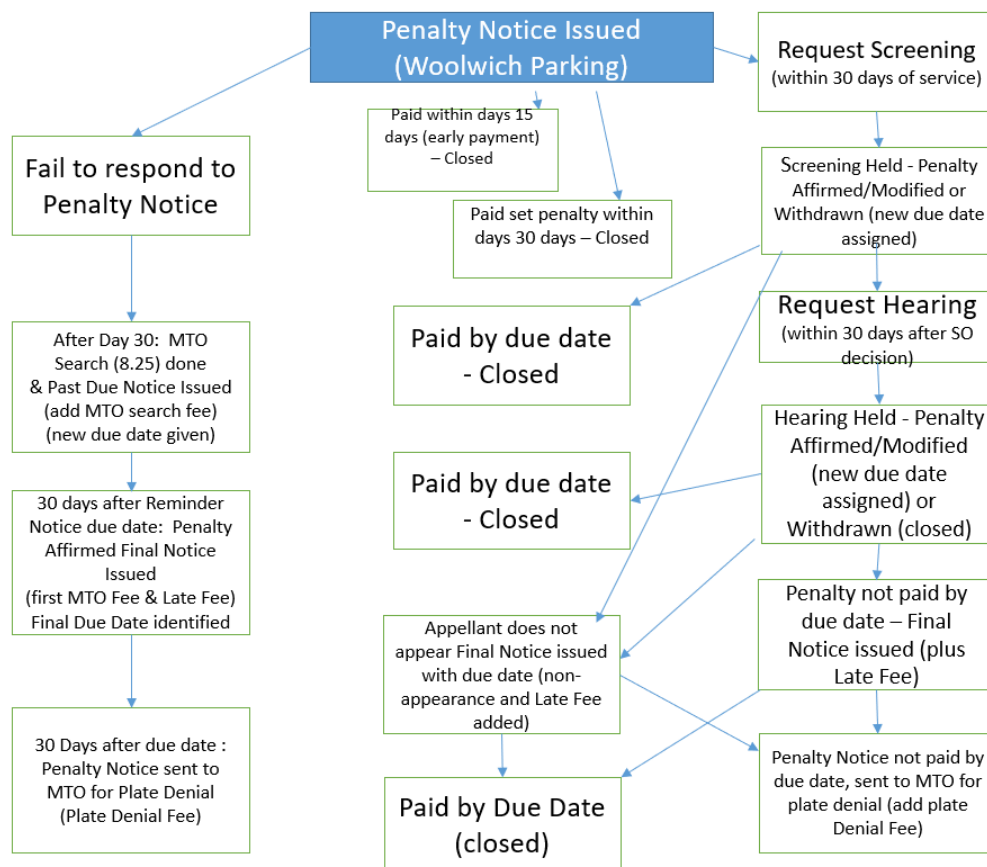 Penalty Notice Issued
(Woolwich Parking)
Request Screening
(within 30 days of service)
Paid within days 15
days (early payment)
– Closed
Fail to respond to
Penalty Notice
Screening Held - Penalty
Affirmed/Modified or
Withdrawn (new due date
assigned)
Paid set penalty within
days 30 days – Closed
Request Hearing
(within 30 days after SO
decision)
Paid by due date
- Closed
After Day 30: MTO
Search (8.25) done
& Past Due Notice Issued
(add MTO search fee)
(new due date given)
Hearing Held - Penalty
Affirmed/Modified
(new due date
assigned) or
Withdrawn (closed)
Paid by due date
- Closed
30 days after Reminder
Notice due date: Penalty
Affirmed Final Notice
Issued
(first MTO Fee & Late Fee)
Final Due Date identified
Penalty not paid by
due date – Final
Notice issued (plus
Late Fee)
Appellant does not
appear Final Notice issued
with due date (non-
appearance and Late Fee
added)
30 Days after due date :
Penalty Notice sent to
MTO for Plate Denial
(Plate Denial Fee)
Penalty Notice not paid by
due date, sent to MTO for
plate denial (add plate
Denial Fee)
Paid by Due Date
(closed)